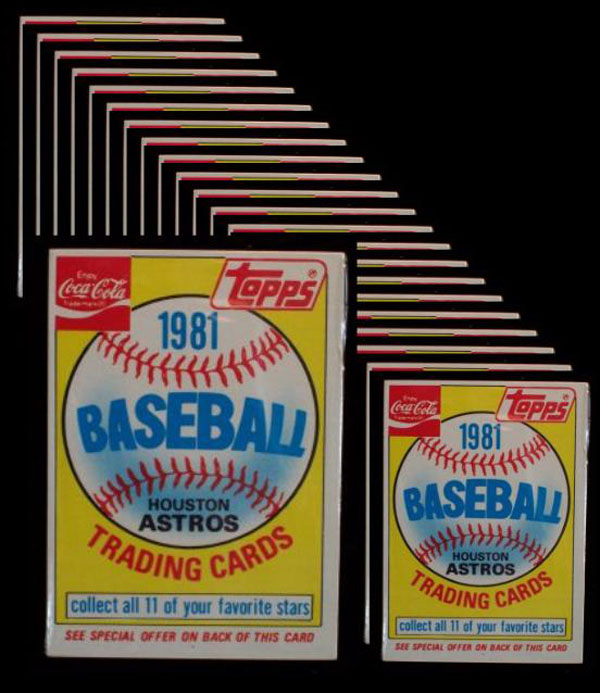 Enjoy
Coca-Cola
Trade-mark®
topps®
1981
BASEBALL
HOUSTON
ASTROS
TRADING CARDS
collect all 11 of your favorite stars
SEE SPECIAL OFFER ON BACK OF THIS CARD
Enjoy
Coca-Cola
topps®
1981
BASEBALL
HOUSTON
ASTROS
TRADING CARDS
collect all 11 of your favorite stars
SEE SPECIAL OFFER ON BACK OF THIS CARD